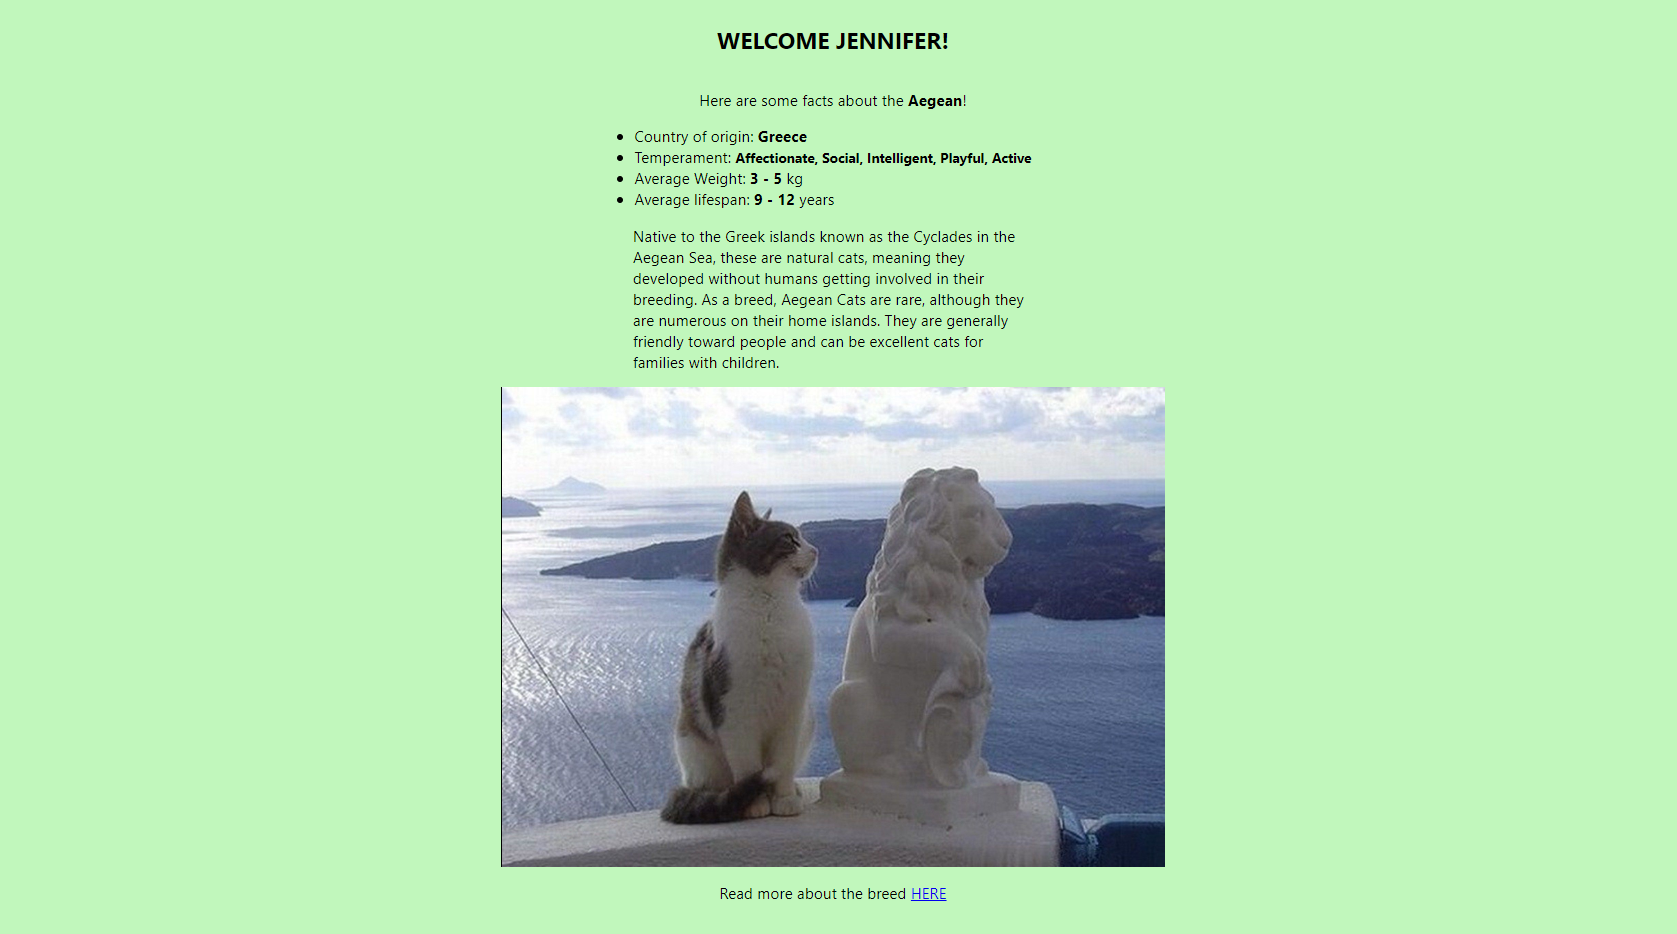 WELCOME JENNIFER!
Here are some facts about the Aegean!
Country of origin: Greece
Temperament: Affectionate, Social, Intelligent, Playful, Active
Average Weight: 3 - 5 kg
Average lifespan: 9 - 12 years
Native to the Greek islands known as the Cyclades in the
Aegean Sea, these are natural cats, meaning they
developed without humans getting involved in their
breeding. As a breed, Aegean Cats are rare, although they
are numerous on their home islands. They are generally
friendly toward people and can be excellent cats for
families with children.
Read more about the breed HERE